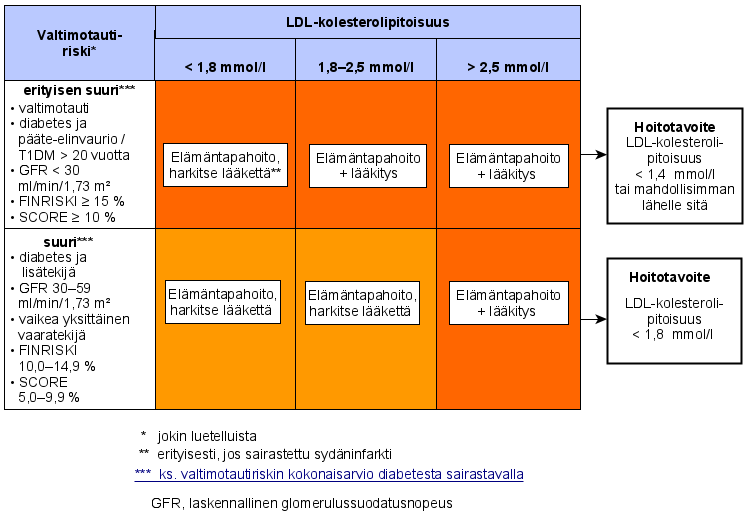 Valtimotauti-
riski*
LDL-kolesterolipitoisuus
< 1,8 mmol/l
1,8–2,5 mmol/l
> 2,5 mmol/l
erityisen suuri***
• valtimotauti
• diabetes ja
pääte-elinvaurio /
T1DM > 20 vuotta
• GFR < 30
ml/min/1,73 m²
• FINRISKI ≥ 15 %
• SCORE ≥ 10 %
Elämäntapahoito,
harkitse lääkettä**
Elämäntapahoito
+ lääkitys
Elämäntapahoito
+ lääkitys
Hoitotavoite
LDL-kolesteroli-
pitoisuus
< 1,4 mmol/l
tai mahdollisimman
lähelle sitä
suuri***
• diabetes ja
lisätekijä
• GFR 30–59
ml/min/1,73 m²
• vaikea yksittäinen
vaaratekijä
• FINRISKI
10,0–14,9 %
• SCORE
5,0–9,9 %
Elämäntapahoito,
harkitse lääkettä
Elämäntapahoito,
harkitse lääkettä
Elämäntapahoito
+ lääkitys
Hoitotavoite
LDL-kolesteroli-
pitoisuus
< 1,8 mmol/l
* jokin luetelluista
** erityisesti, jos sairastettu sydäninfarkti
*** ks. valtimotautiriskin kokonaisarvio diabetesta sairastavalla
GFR, laskennallinen glomerulussuodatusnopeus